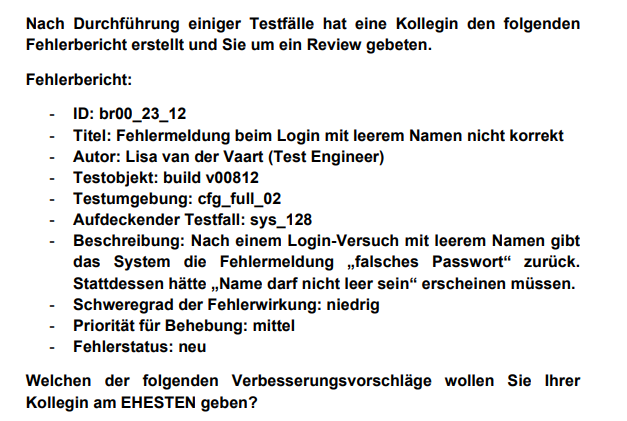 Nach Durchführung einiger Testfälle hat eine Kollegin den folgenden
Fehlerbericht erstellt und Sie um ein Review gebeten.
Fehlerbericht:
- ID: br00_23_12
- Titel: Fehlermeldung beim Login mit leerem Namen nicht korrekt
- Autor: Lisa van der Vaart (Test Engineer)
- Testobjekt: build v00812
- Testumgebung: cfg_full_02
- Aufdeckender Testfall: sys_128
- Beschreibung: Nach einem Login-Versuch mit leerem Namen gibt
das System die Fehlermeldung „falsches Passwort“ zurück.
Stattdessen hätte „Name darf nicht leer sein“ erscheinen müssen.
- Schweregrad der Fehlerwirkung: niedrig
- Priorität für Behebung: mittel
- Fehlerstatus: neu
Welchen der folgenden Verbesserungsvorschläge wollen Sie Ihrer
Kollegin am EHESTEN geben?